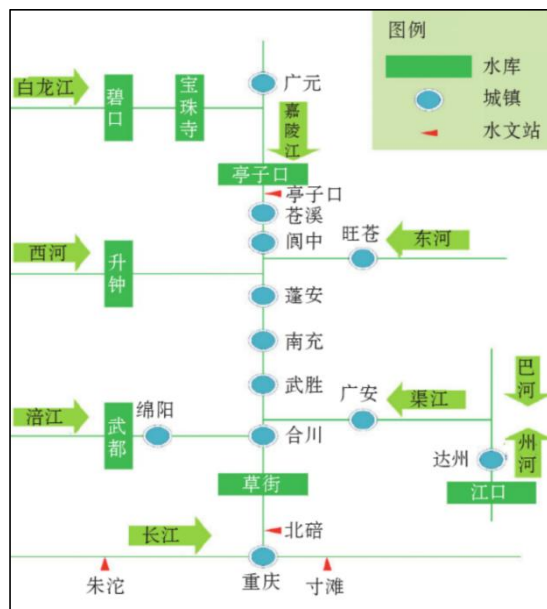 图例
水库
城镇
水文站
白龙江
碧口
宝珠寺
广元
嘉陵江
亭子口
亭子口
苍溪
阆中
旺苍
东河
西河
升钟
蓬安
南充
武胜
广安
渠江
巴河
涪江
武都
绵阳
合川
达州
州河
江口
草街
长江
北碚
朱沱
重庆
寸滩